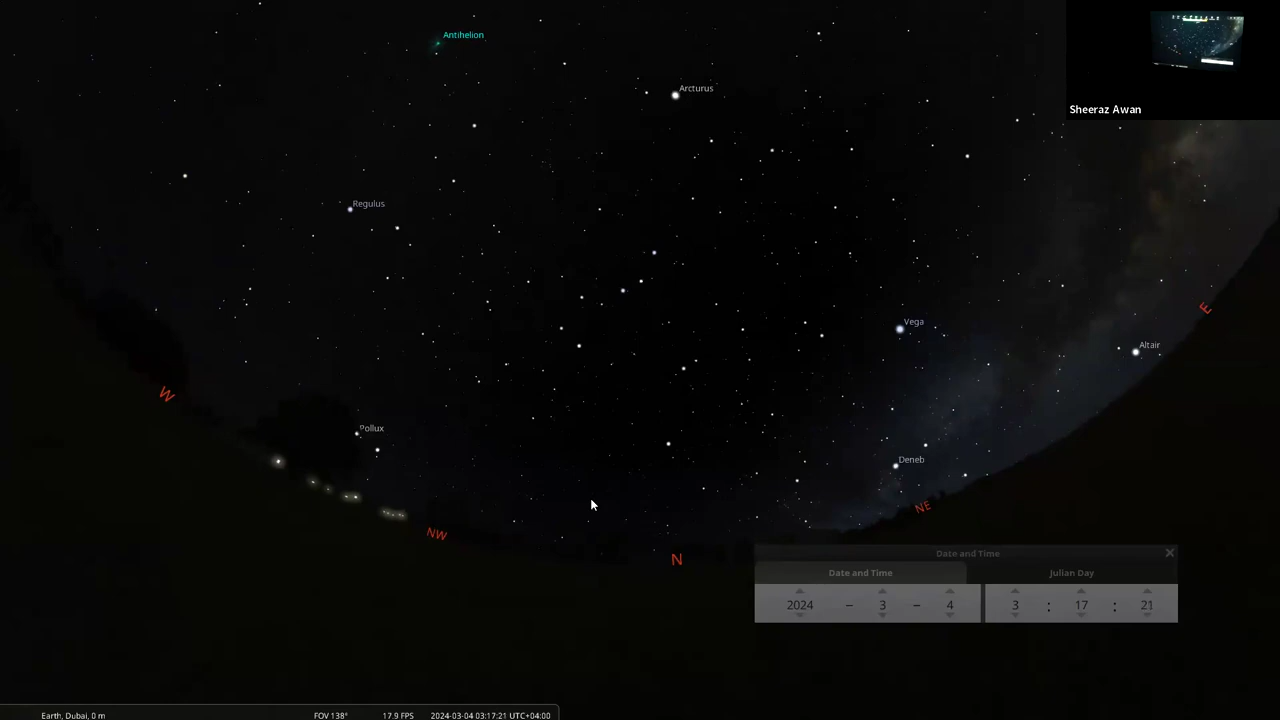 Antihelion
Arcturus
Sheeraz Awan
Regulus
Vega
E
Altair
W
Pollux
Deneb
NE
NW
N
Date and Time
Date and Time
Julian Day
2024 – 3 – 4 3 : 17 : 21
Earth, Dubai, 0 m FOV 138° 17.9 FPS 2024-03-04 03:17:21 UTC+04:00